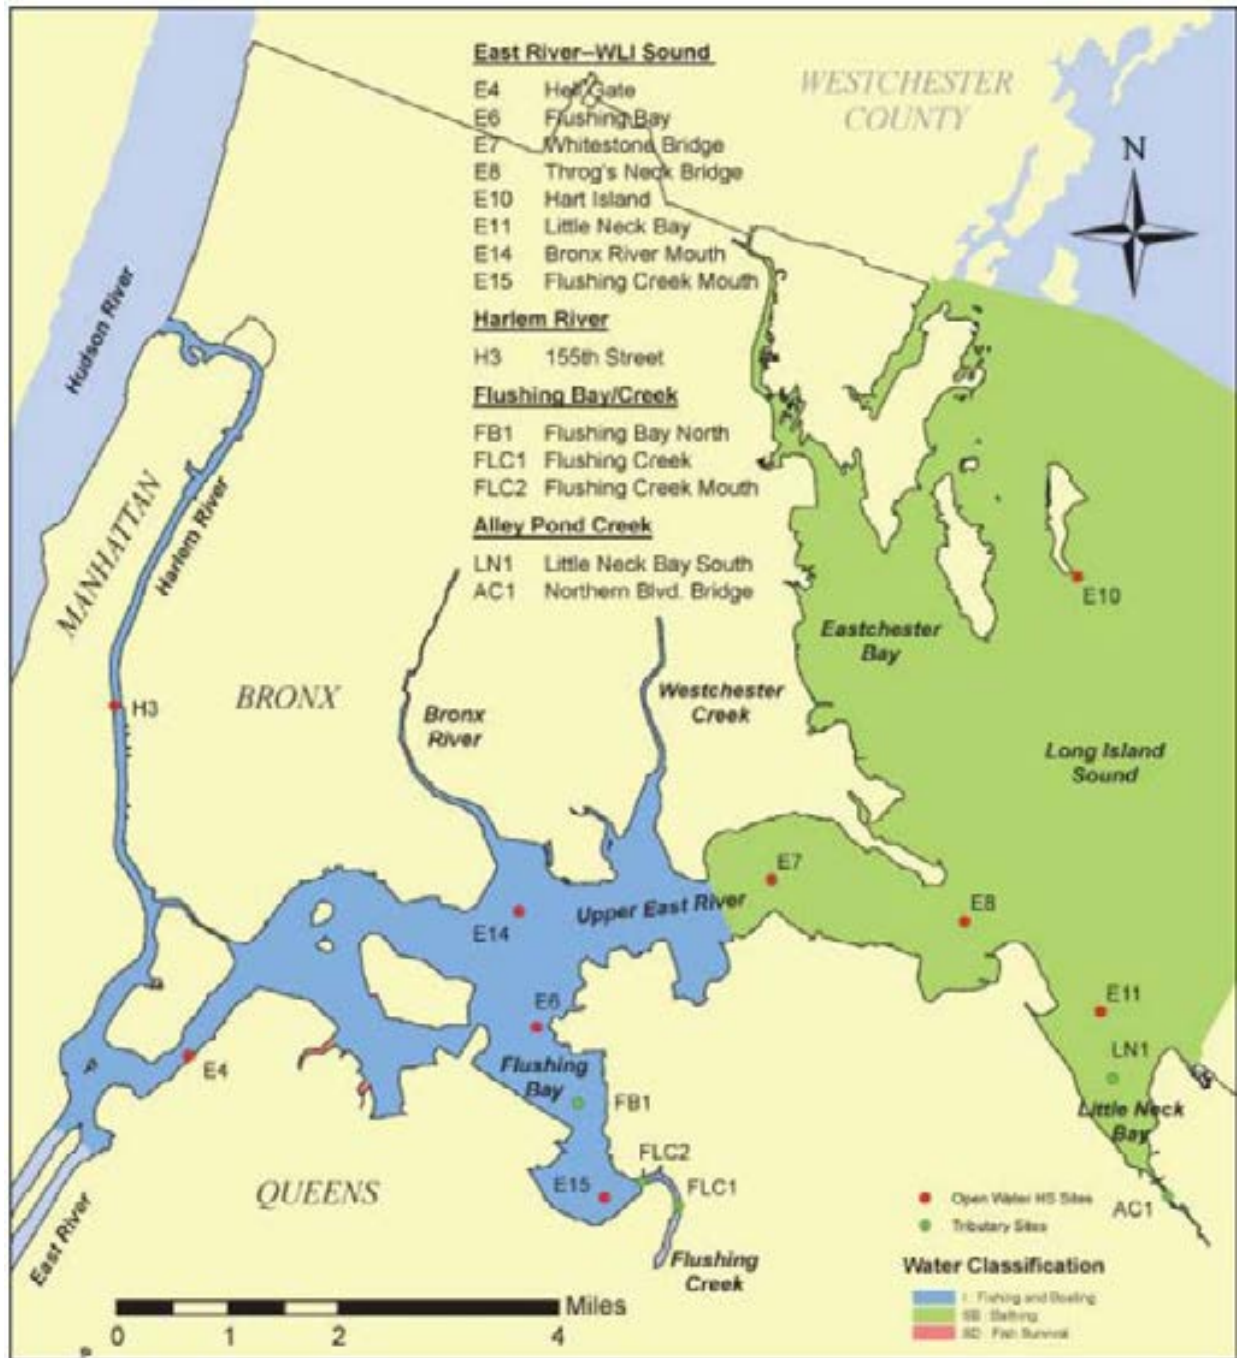 East River–WLI Sound
E4 Hell Gate
E6 Flushing Bay
E7 Whitestone Bridge
E8 Throg's Neck Bridge
E10 Hart Island
E11 Little Neck Bay
E14 Bronx River Mouth
E15 Flushing Creek Mouth
Harlem River
H3 155th Street
Flushing Bay/Creek
FB1 Flushing Bay North
FLC1 Flushing Creek
FLC2 Flushing Creek Mouth
Alley Pond Creek
LN1 Little Neck Bay South
AC1 Northern Blvd. Bridge
WESTCHESTER
COUNTY
N
Hudson River
MANHATTAN
Harlem River
H3
BRONX
Bronx
River
Westchester
Creek
Eastchester
Bay
E10
Long Island
Sound
E7
E8
Upper East River
E14
E6
E11
LN1
E4
Flushing
Bay
FB1
Little Neck
Bay
FLC2
FLC1
E15
AC1
QUEENS
East River
Flushing
Creek
Open Water HS Sites
Tributary Sites
Water Classification
I : Fishing and Boating
SB : Bathing
SD : Fish Survival
Miles
0 1 2 4